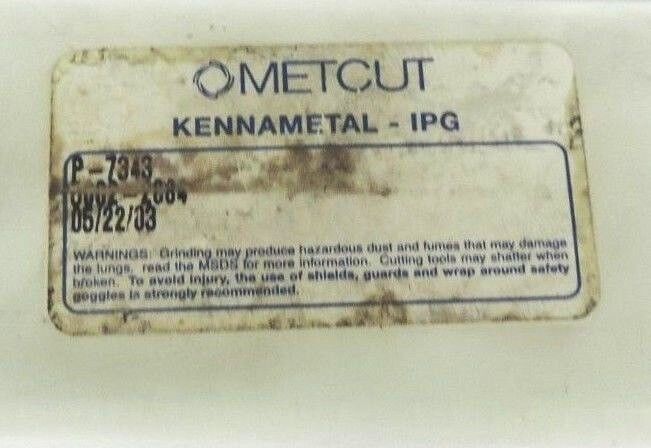 METCUT
KENNAMETAL - IPG
P-7343
05/22/03
WARNINGS: Grinding may produce hazardous dust and fumes that may damage
the lungs, read the MSDS for more information. Cutting tools may shatter when
broken. To avoid injury, the use of shields, guards and wrap around safety
goggles is strongly recommended.